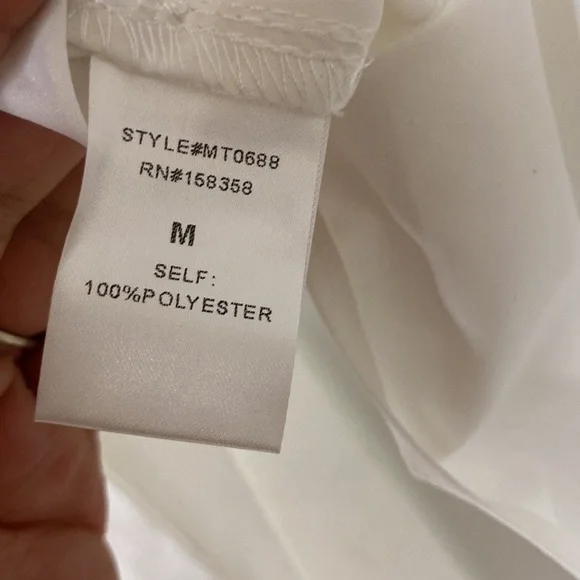 STYLE#MT0688
RN#158358
M
SELF:
100%POLYESTER